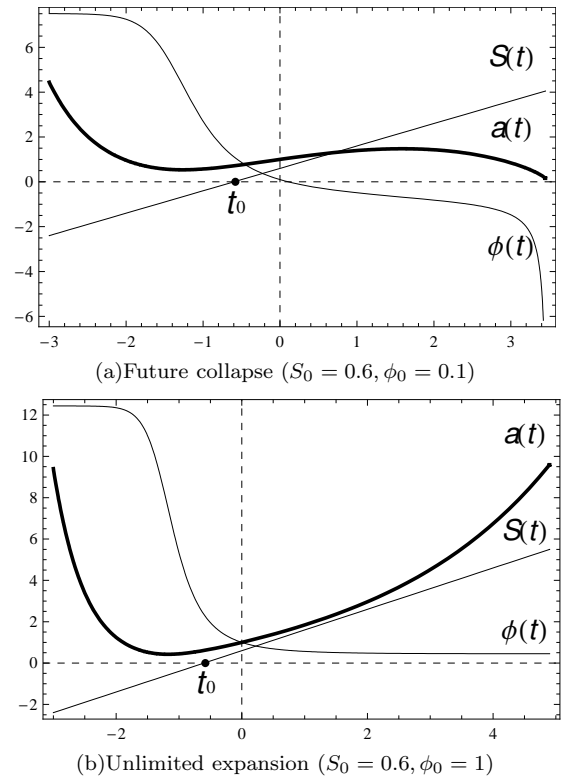 6
S(t)
4
a(t)
2
0
t₀
−2
ϕ(t)
−4
−6
−3 −2 −1 0 1 2 3
(a)Future collapse (S₀ = 0.6, ϕ₀ = 0.1)
12
a(t)
10
8
6
S(t)
4
2
ϕ(t)
0
t₀
−2
−2 0 2 4
(b)Unlimited expansion (S₀ = 0.6, ϕ₀ = 1)